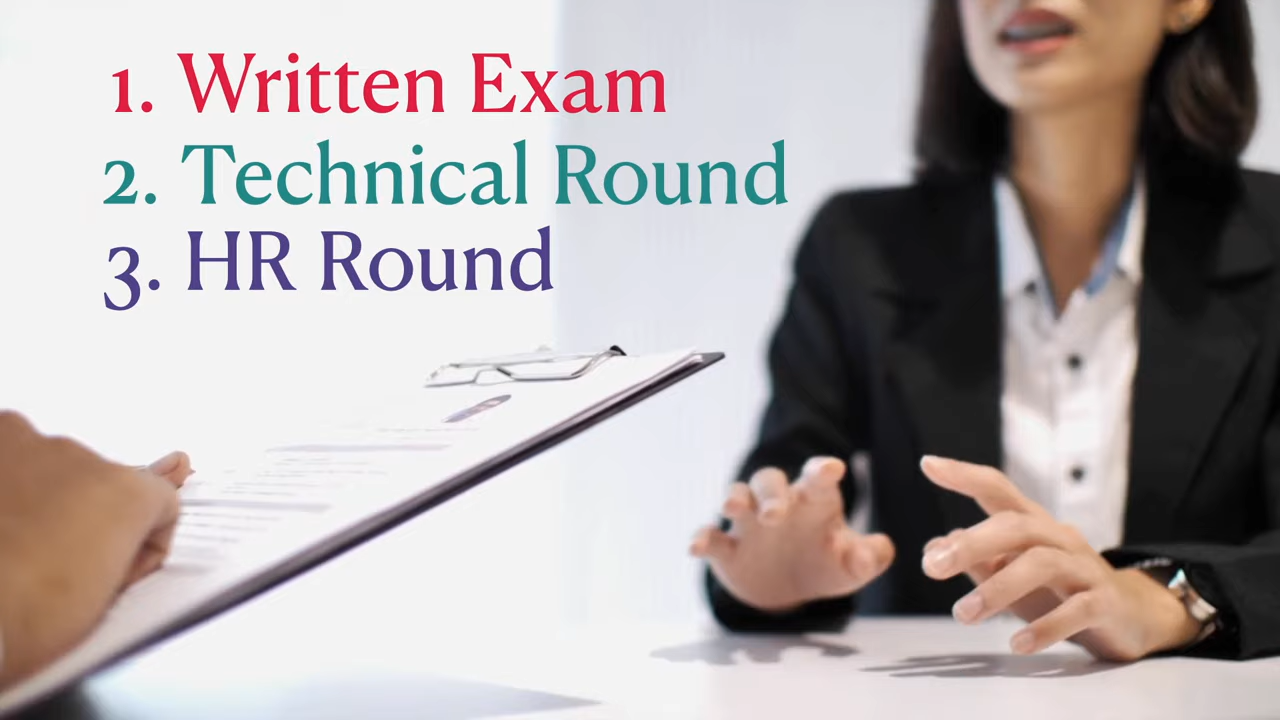 1. Written Exam
2. Technical Round
3. HR Round